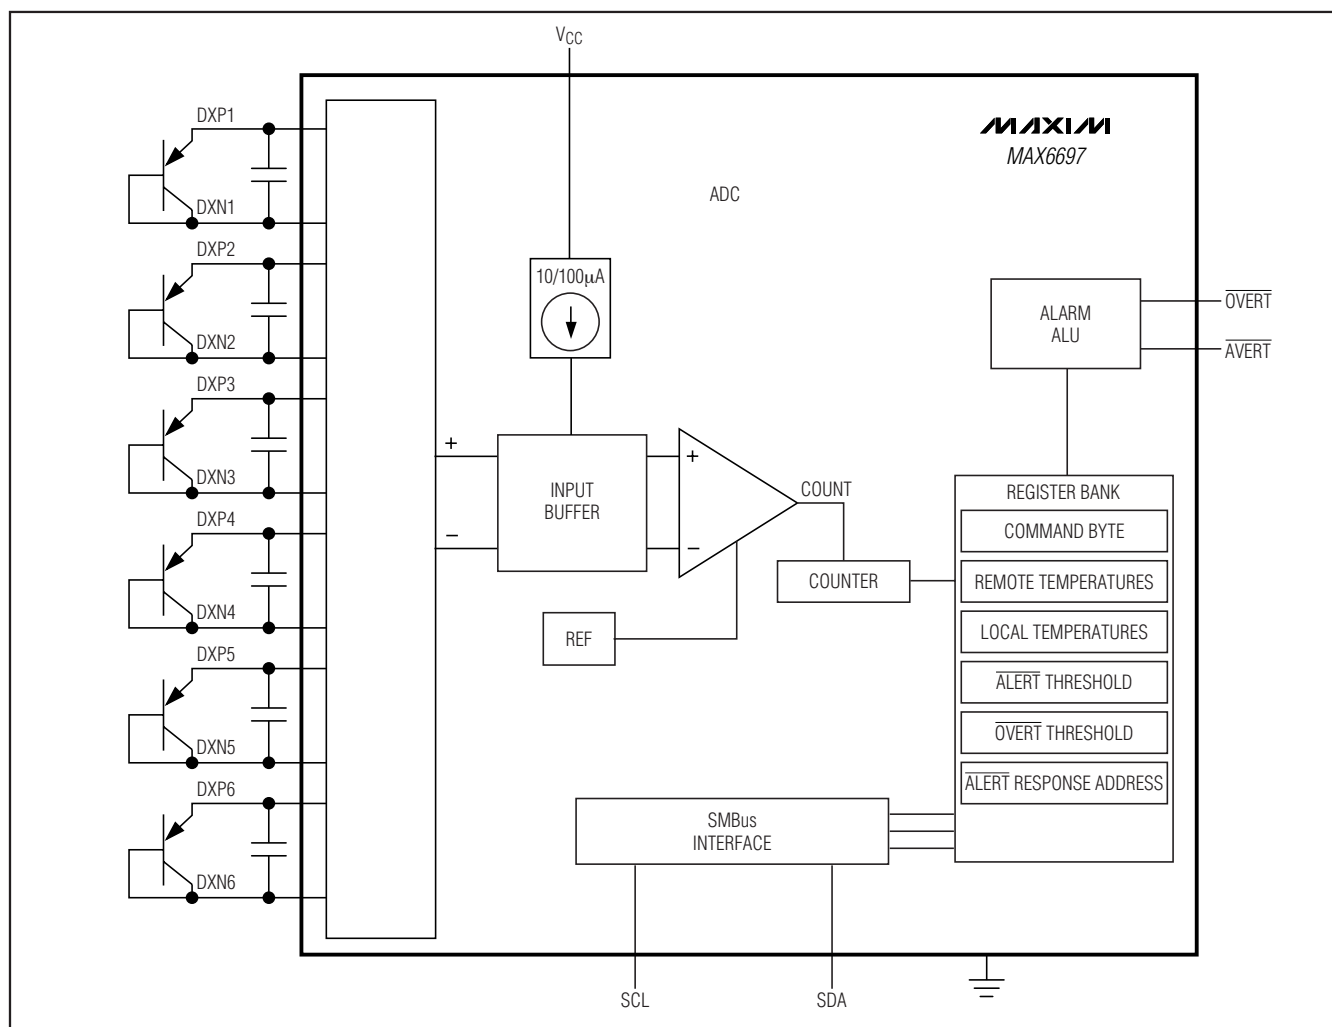 VCC
MAXIM
MAX6697
ADC
DXP1
DXN1
DXP2
DXN2
DXP3
DXN3
DXP4
DXN4
DXP5
DXN5
DXP6
DXN6
10/100µA
+
−
INPUT
BUFFER
+
−
COUNT
COUNTER
REF
ALARM
ALU
OVERT
AVERT
REGISTER BANK
COMMAND BYTE
REMOTE TEMPERATURES
LOCAL TEMPERATURES
ALERT THRESHOLD
OVERT THRESHOLD
ALERT RESPONSE ADDRESS
SMBus
INTERFACE
SCL
SDA